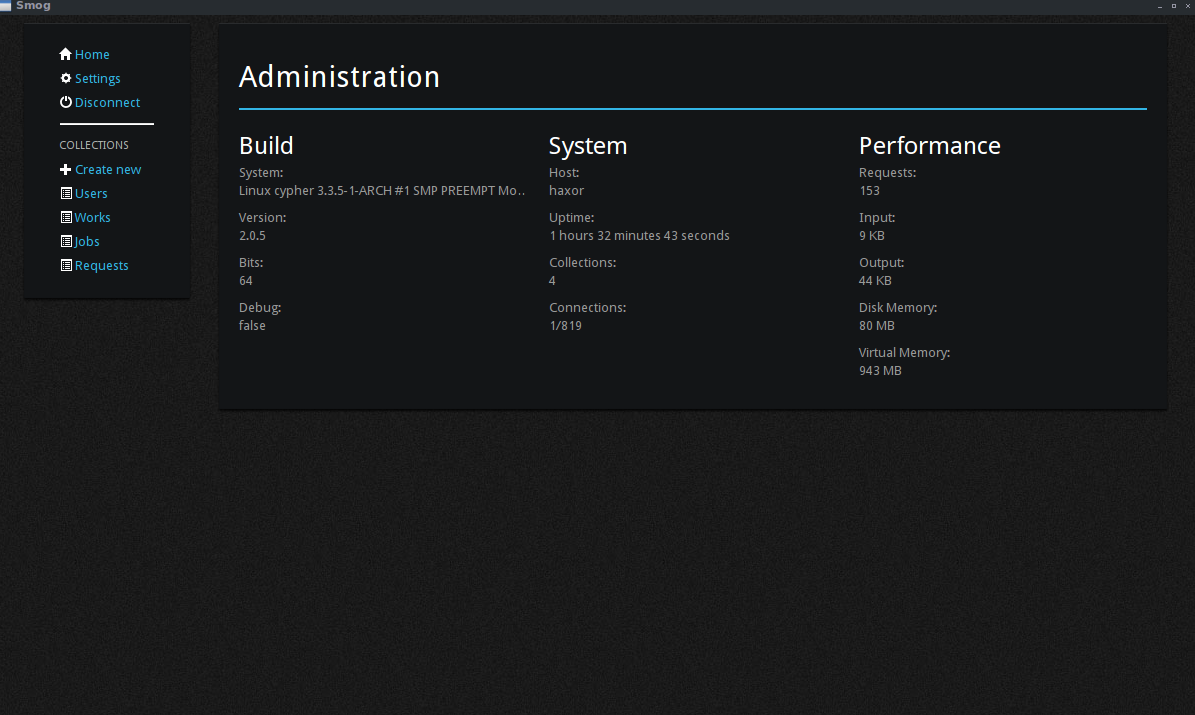 Smog
Home
Settings
Disconnect
COLLECTIONS
Create new
Users
Works
Jobs
Requests
Administration
Build
System:
Linux cypher 3.3.5-1-ARCH #1 SMP PREEMPT Mo..
Version:
2.0.5
Bits:
64
Debug:
false
System
Host:
haxor
Uptime:
1 hours 32 minutes 43 seconds
Collections:
4
Connections:
1/819
Performance
Requests:
153
Input:
9 KB
Output:
44 KB
Disk Memory:
80 MB
Virtual Memory:
943 MB